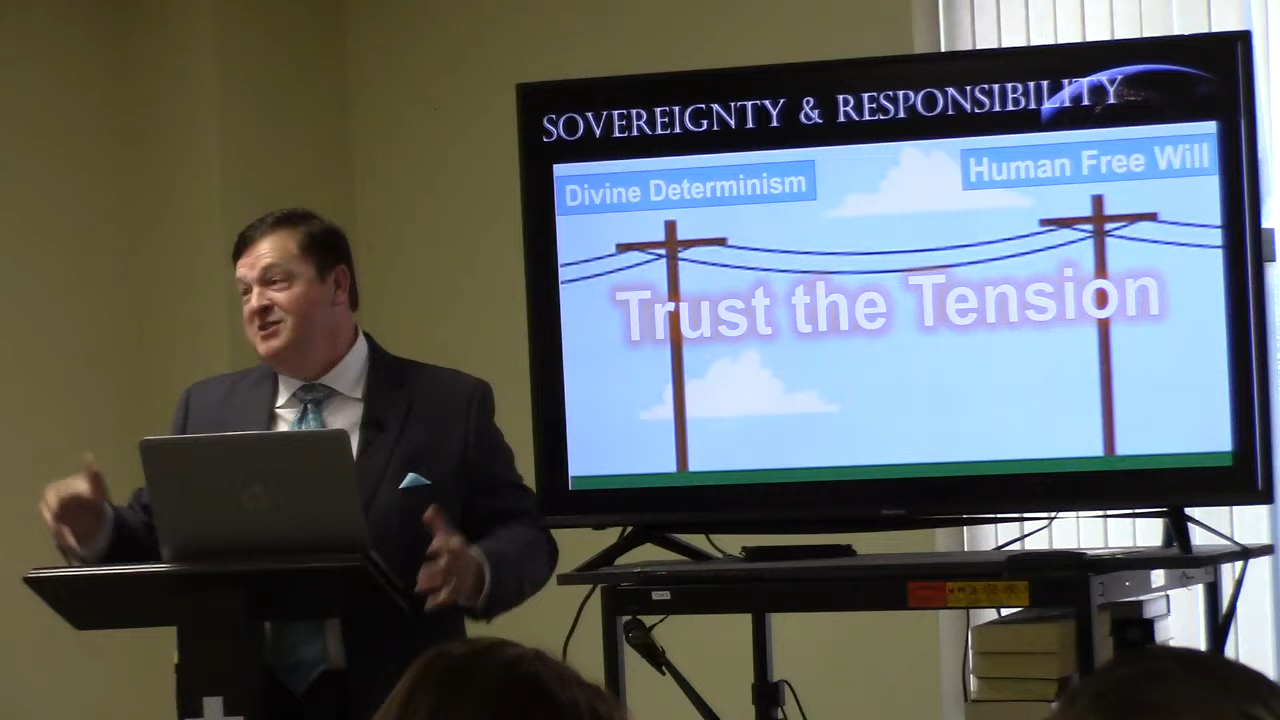 SOVEREIGNTY & RESPONSIBILITY
Divine Determinism
Human Free Will
Trust the Tension